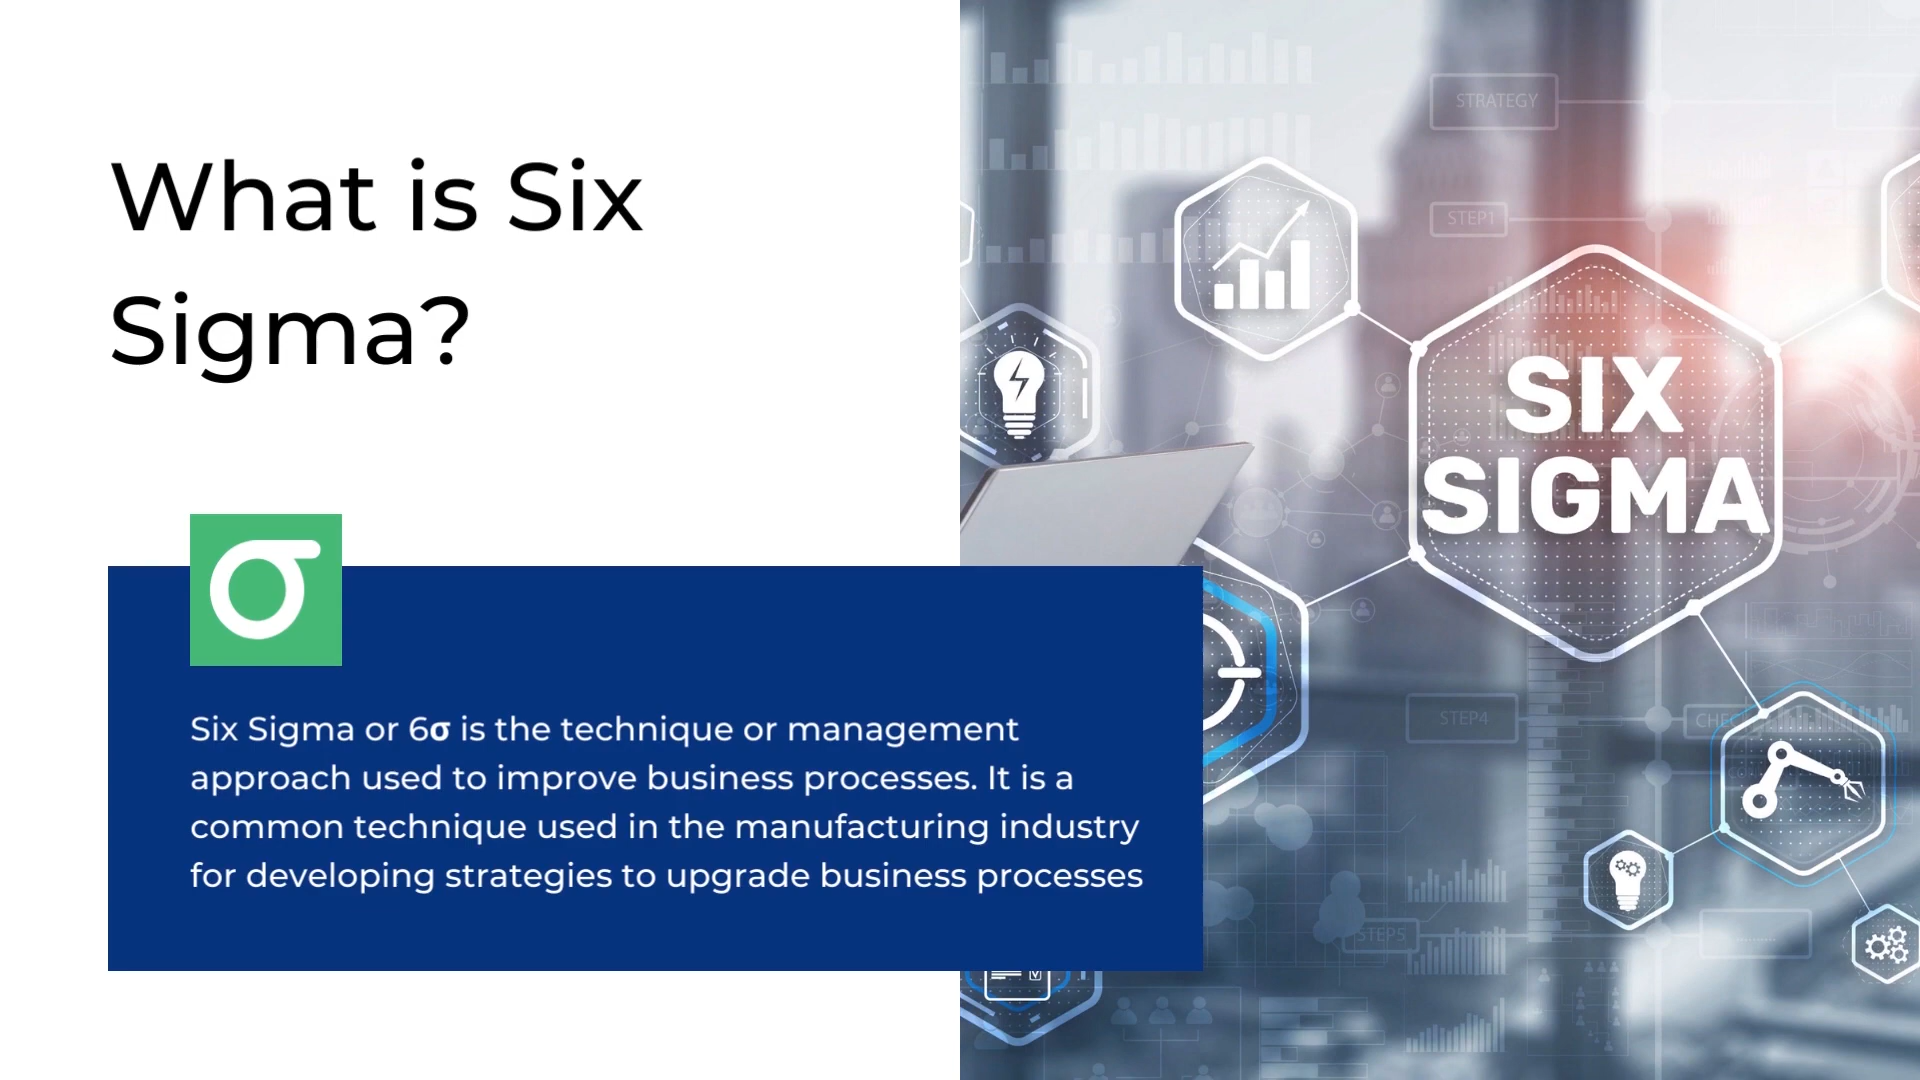 What is Six
Sigma?
σ
Six Sigma or 6σ is the technique or management
approach used to improve business processes. It is a
common technique used in the manufacturing industry
for developing strategies to upgrade business processes
STRATEGY
STEP1
SIX
SIGMA
STEP4
STEP5